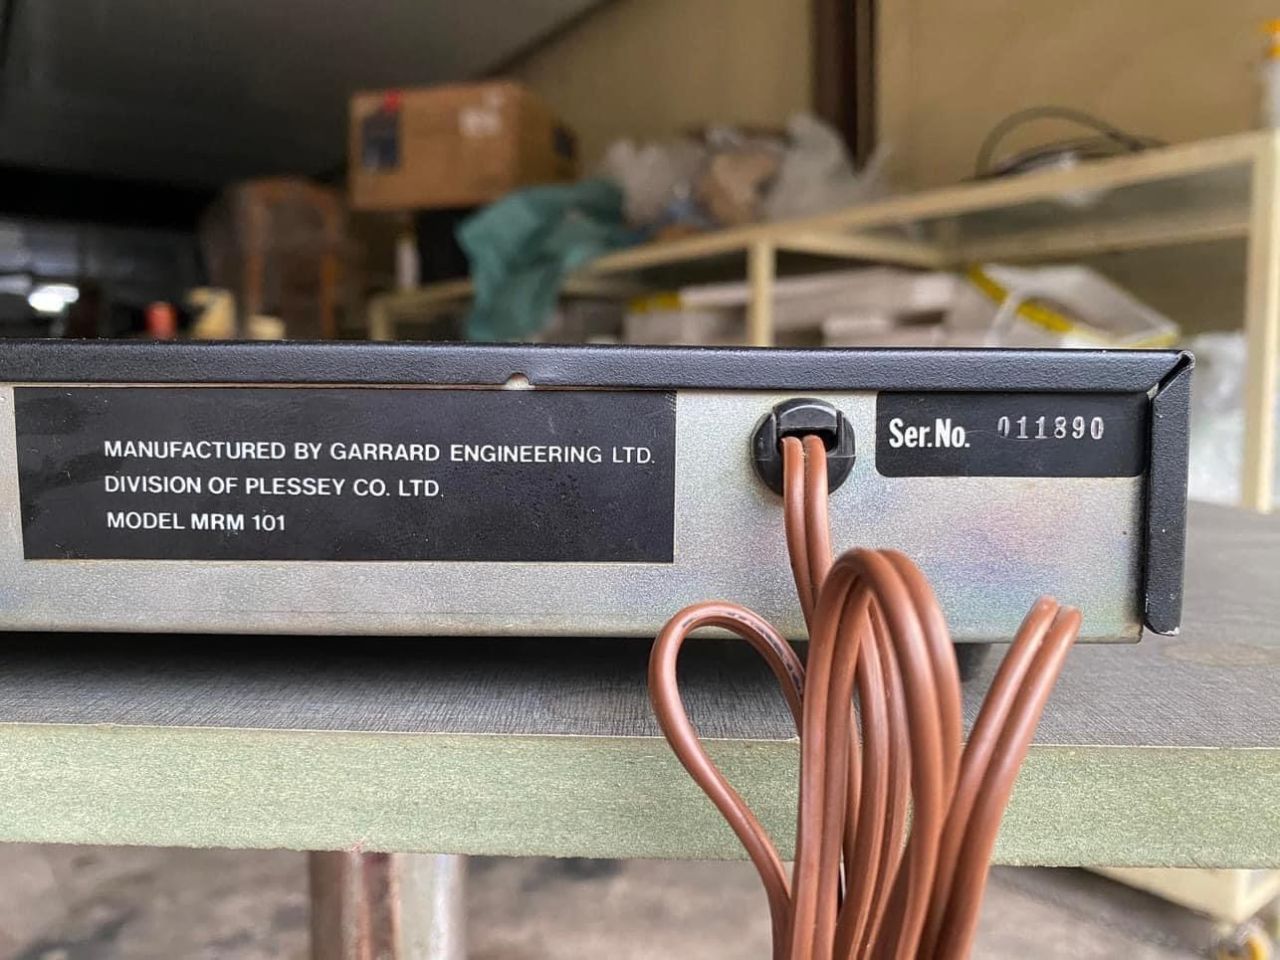 MANUFACTURED BY GARRARD ENGINEERING LTD.
DIVISION OF PLESSEY CO. LTD.
MODEL MRM 101
Ser.No. 011890